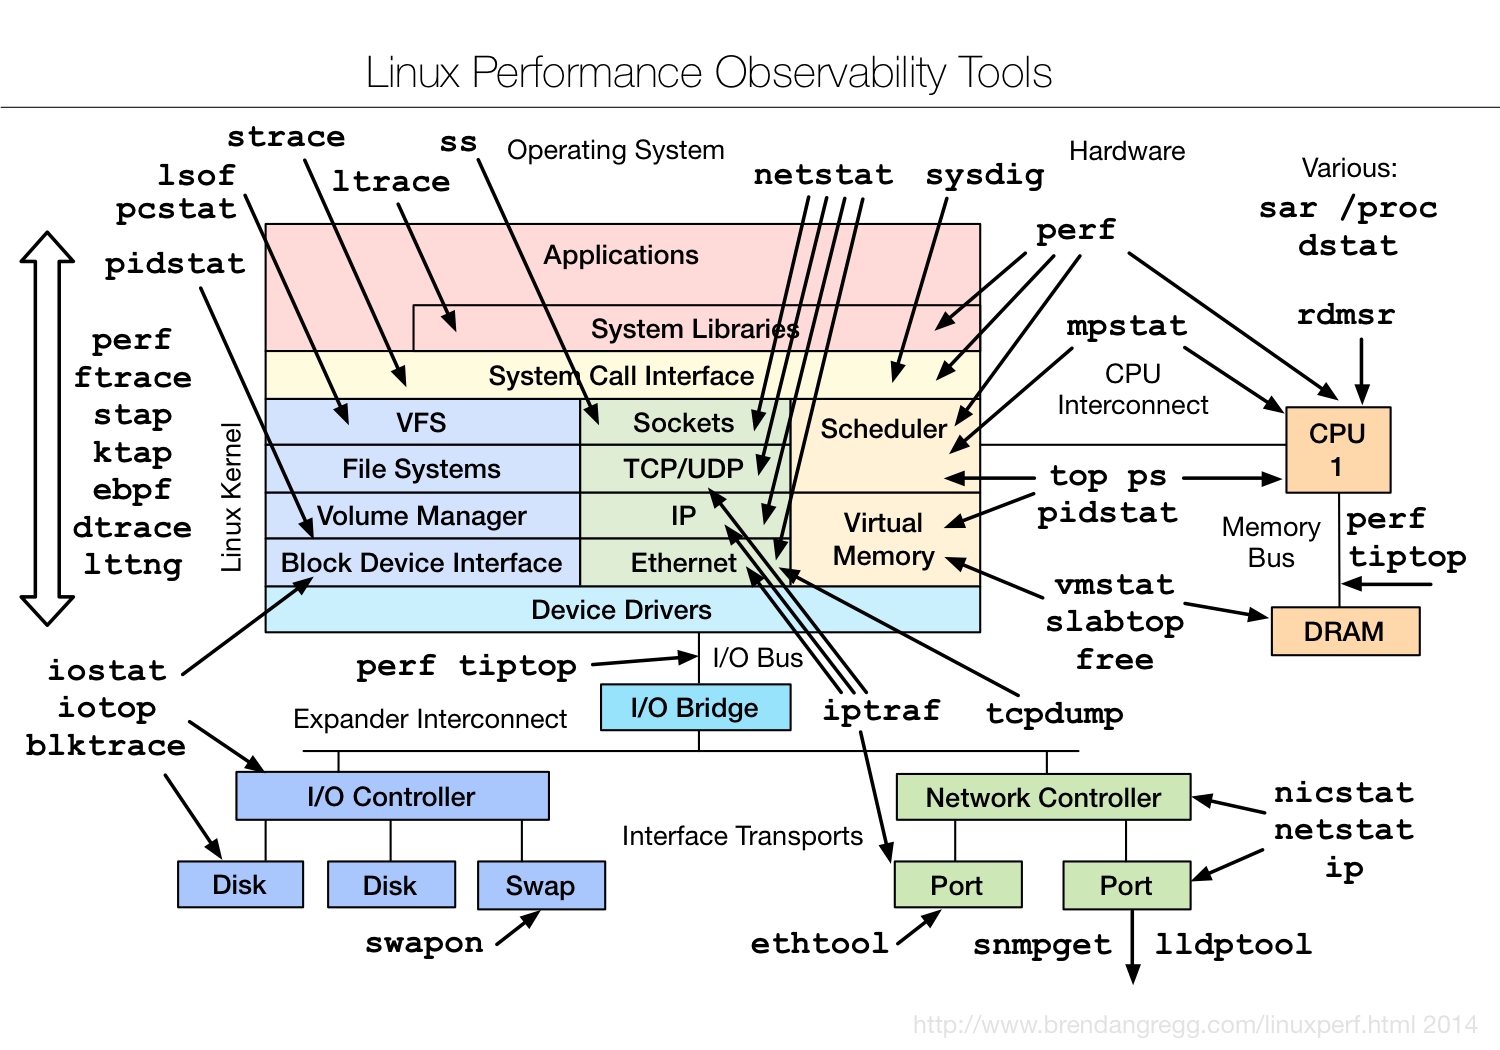 Linux Performance Observability Tools
strace
ss
Operating System
Hardware
Various:
lsof
ltrace
netstat
sysdig
pcstat
sar /proc
dstat
perf
pidstat
Applications
rdmsr
mpstat
System Libraries
perf
ftrace
stap
ktap
ebpf
dtrace
lttng
Linux Kernel
System Call Interface
CPU
Interconnect
VFS
Sockets
Scheduler
CPU
1
File Systems
TCP/UDP
top ps
pidstat
Volume Manager
IP
Virtual
Memory
Memory
Bus
perf
tiptop
Block Device Interface
Ethernet
vmstat
slabtop
free
DRAM
Device Drivers
iostat
iotop
blktrace
perf tiptop
I/O Bus
I/O Bridge
iptraf
tcpdump
Expander Interconnect
I/O Controller
Network Controller
nicstat
netstat
ip
Interface Transports
Disk
Disk
Swap
Port
Port
swapon
ethtool
snmpget
lldptool
http://www.brendangregg.com/linuxperf.html 2014